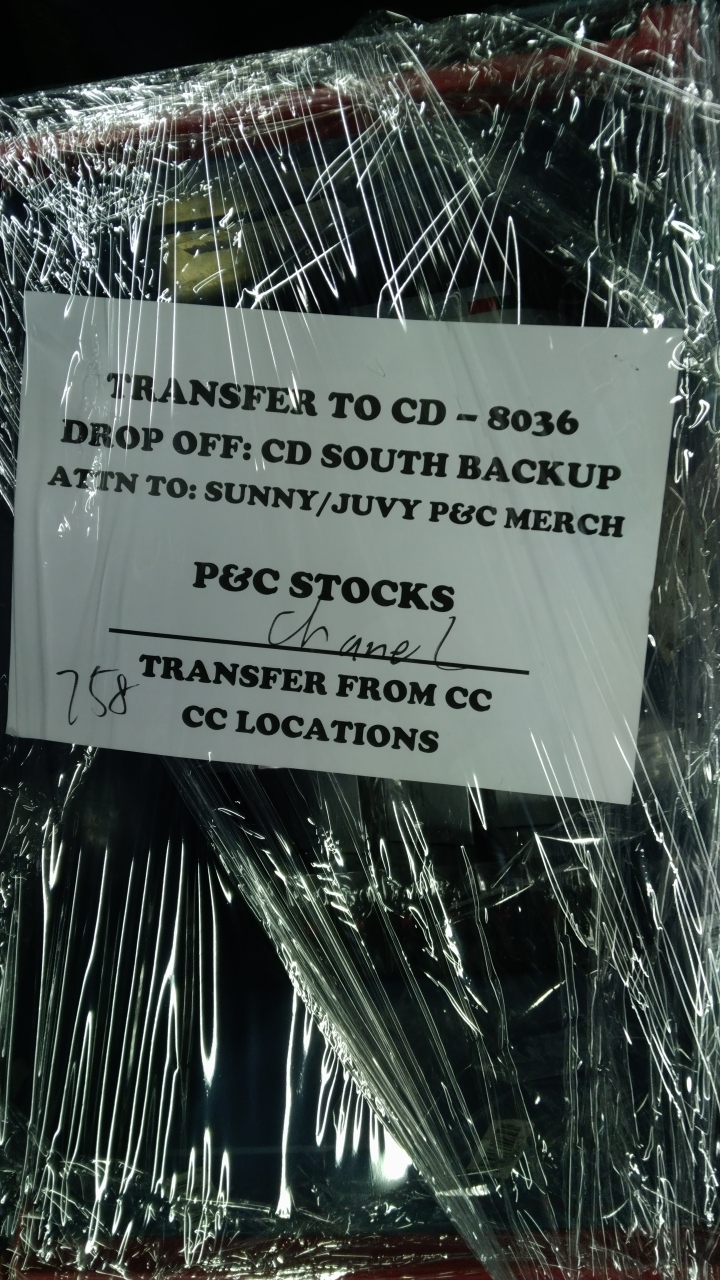 TRANSFER TO CD – 8036
DROP OFF: CD SOUTH BACKUP
ATTN TO: SUNNY/JUVY P&C MERCH
P&C STOCKS
Chanel
TRANSFER FROM CC
758
CC LOCATIONS